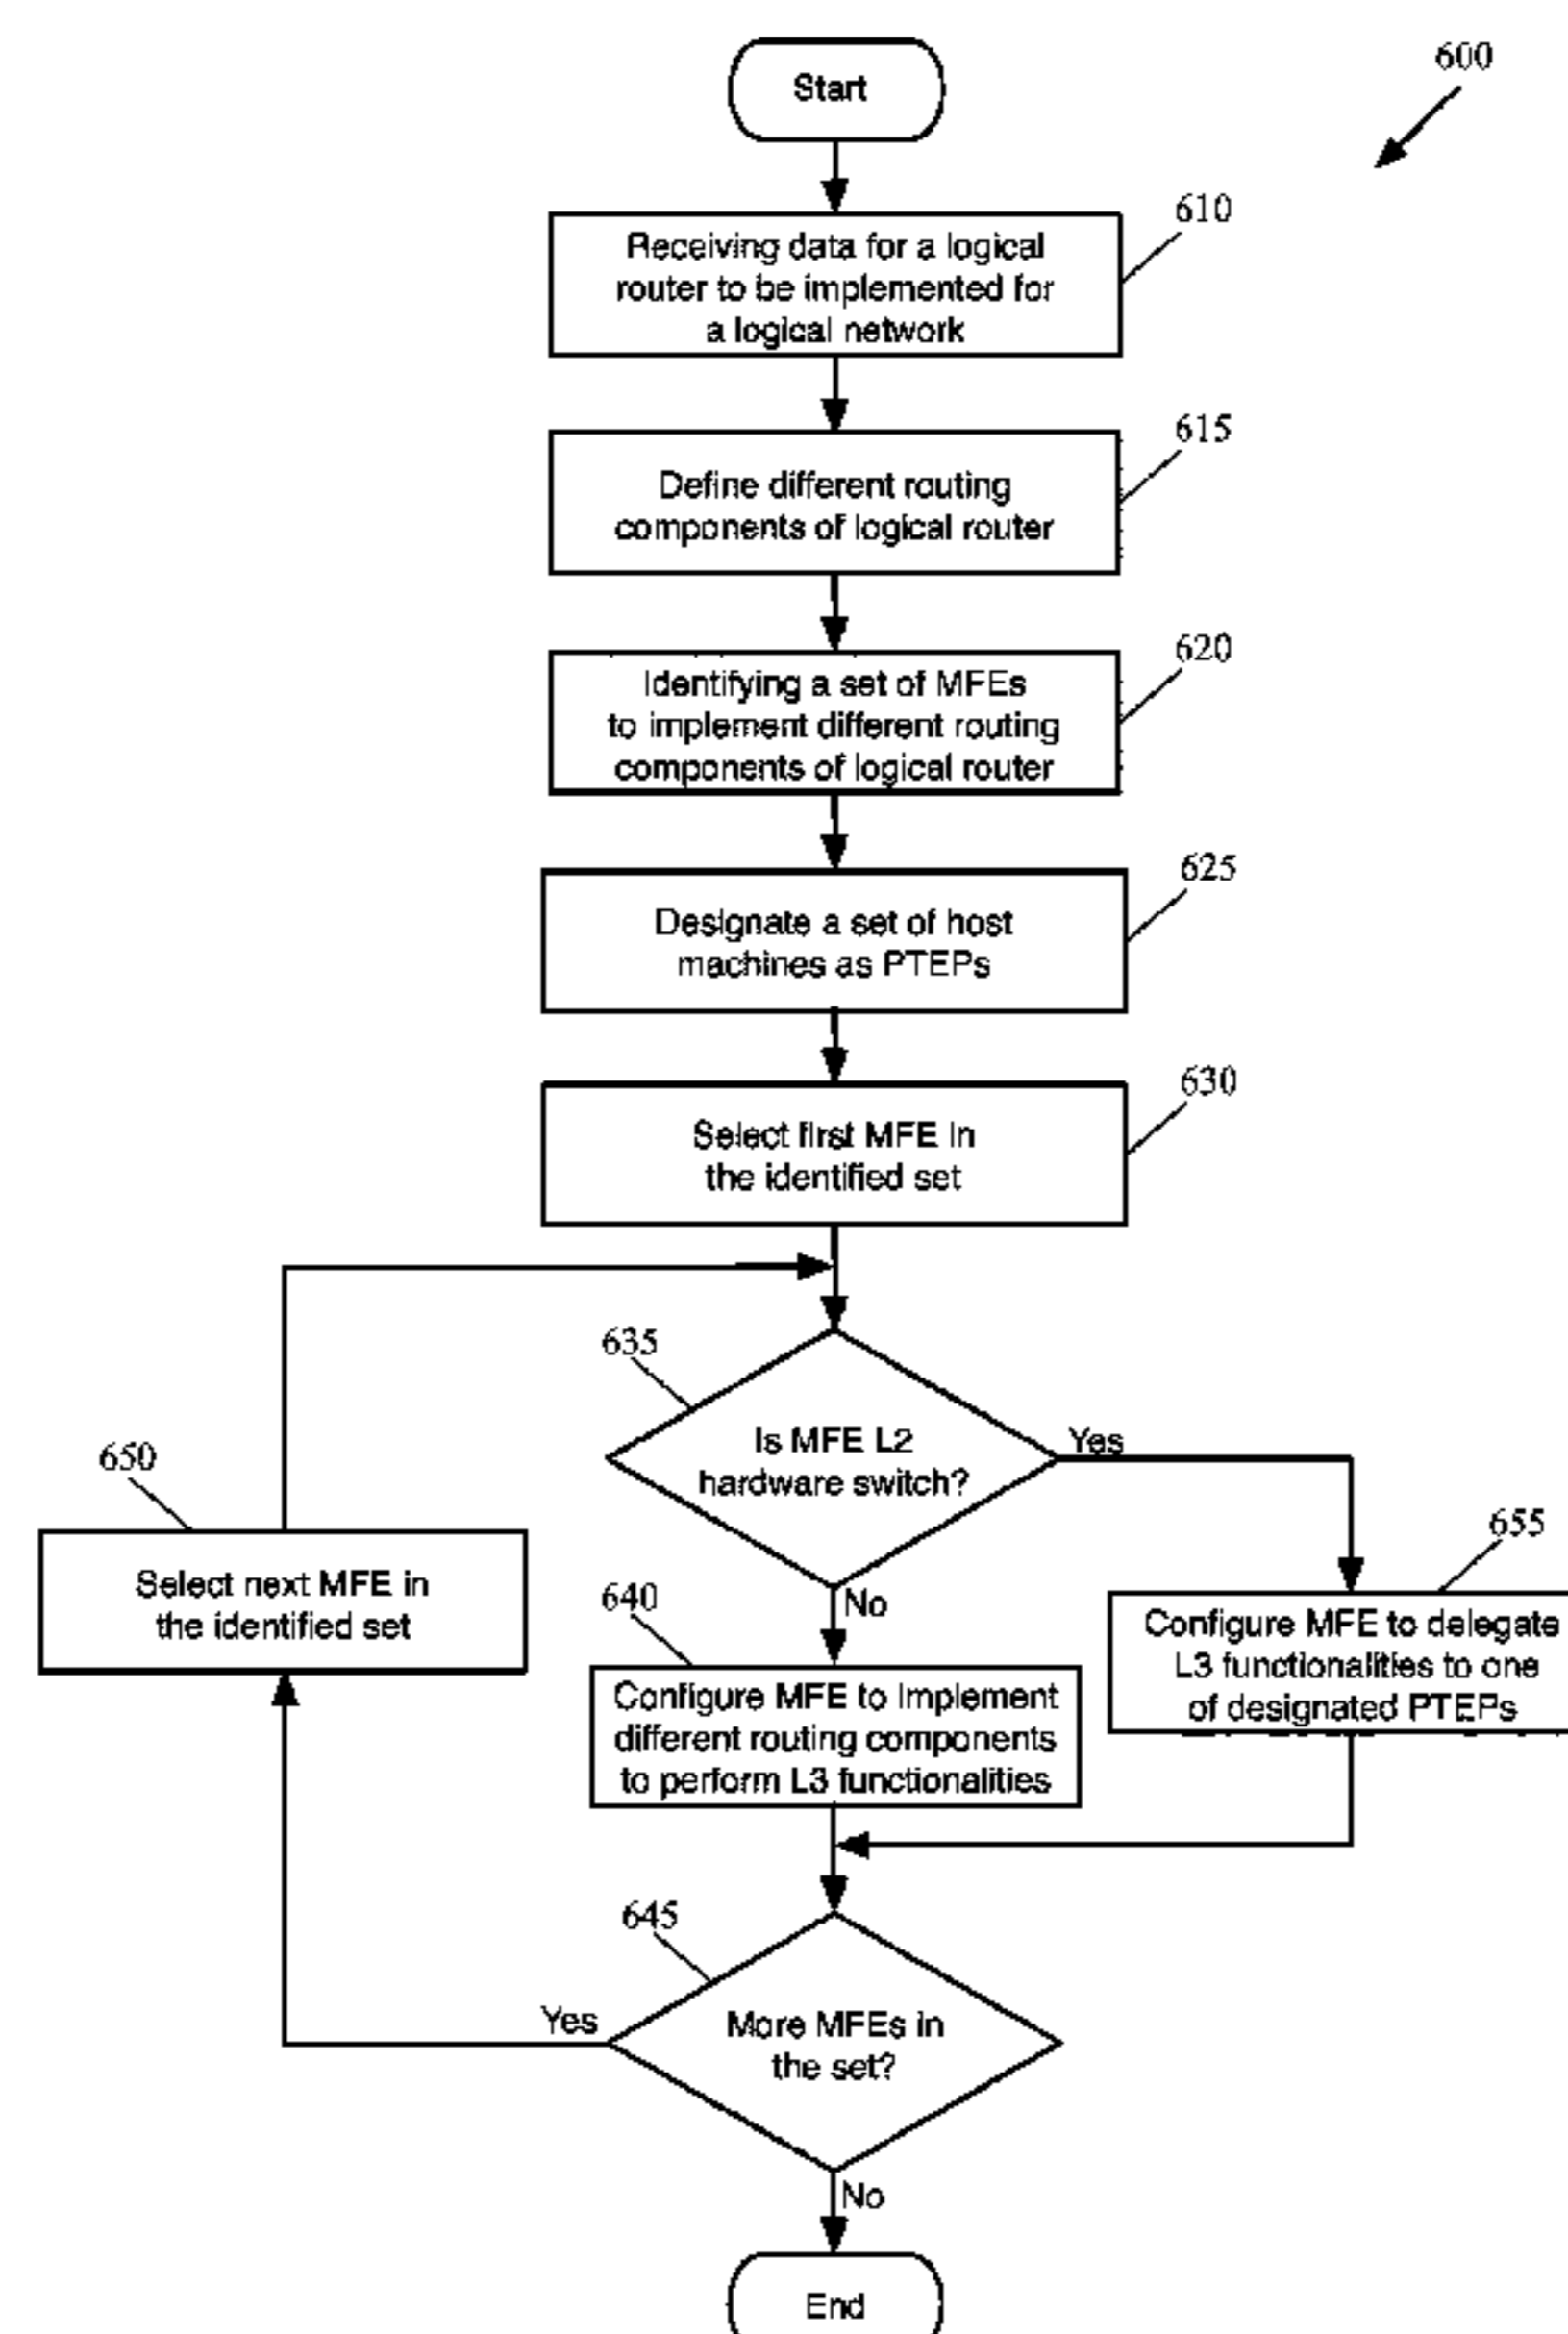 600
Start
610
Receiving data for a logical
router to be implemented for
a logical network
615
Define different routing
components of logical router
620
Identifying a set of MFEs
to implement different routing
components of logical router
625
Designate a set of host
machines as PTEPs
630
Select first MFE in
the identified set
635
Is MFE L2
hardware switch?
Yes
No
650
Select next MFE in
the identified set
655
Configure MFE to delegate
L3 functionalities to one
of designated PTEPs
640
Configure MFE to implement
different routing components
to perform L3 functionalities
645
More MFEs in
the set?
Yes
No
End